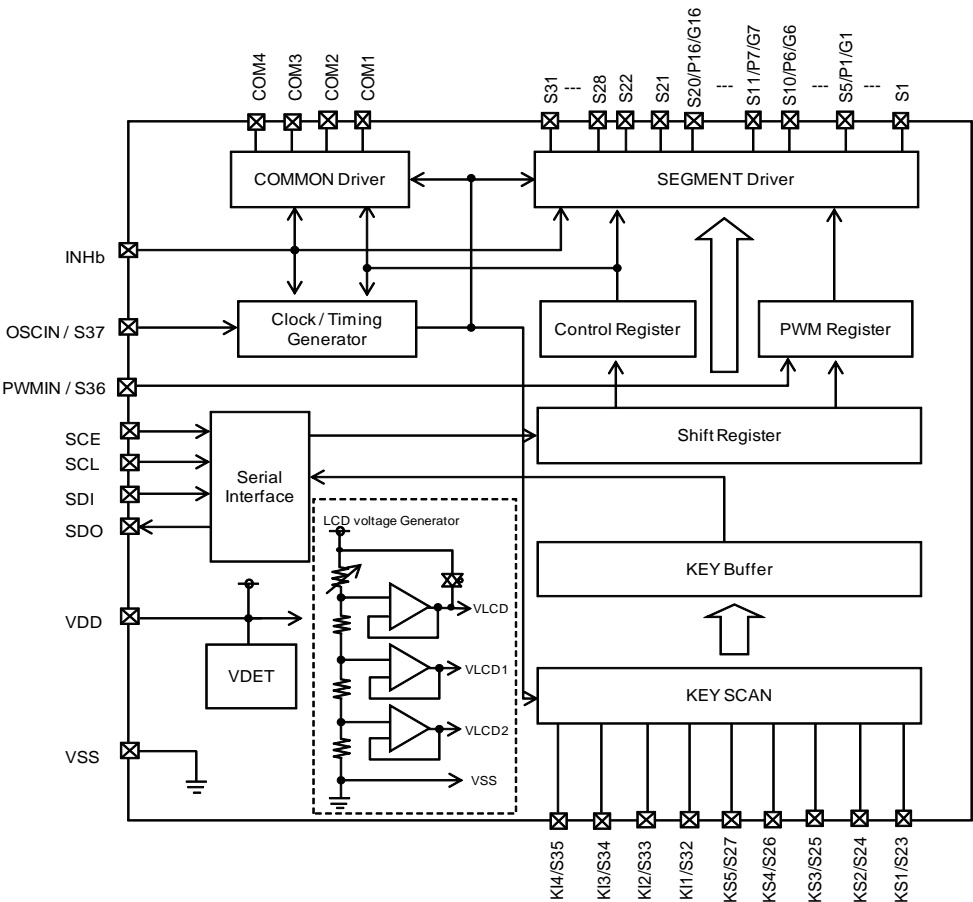 COM4
COM3
COM2
COM1
S31
---
S28
S22
S21
S20/P16/G16
---
S11/P7/G7
S10/P6/G6
---
S5/P1/G1
---
S1
COMMON Driver
SEGMENT Driver
INHb
OSCIN / S37
Clock / Timing
Generator
Control Register
PWM Register
PWMIN / S36
SCE
SCL
SDI
SDO
Serial
Interface
Shift Register
LCD voltage Generator
VLCD
VLCD1
VLCD2
VSS
KEY Buffer
VDD
VDET
KEY SCAN
VSS
KI4/S35
KI3/S34
KI2/S33
KI1/S32
KS5/S27
KS4/S26
KS3/S25
KS2/S24
KS1/S23